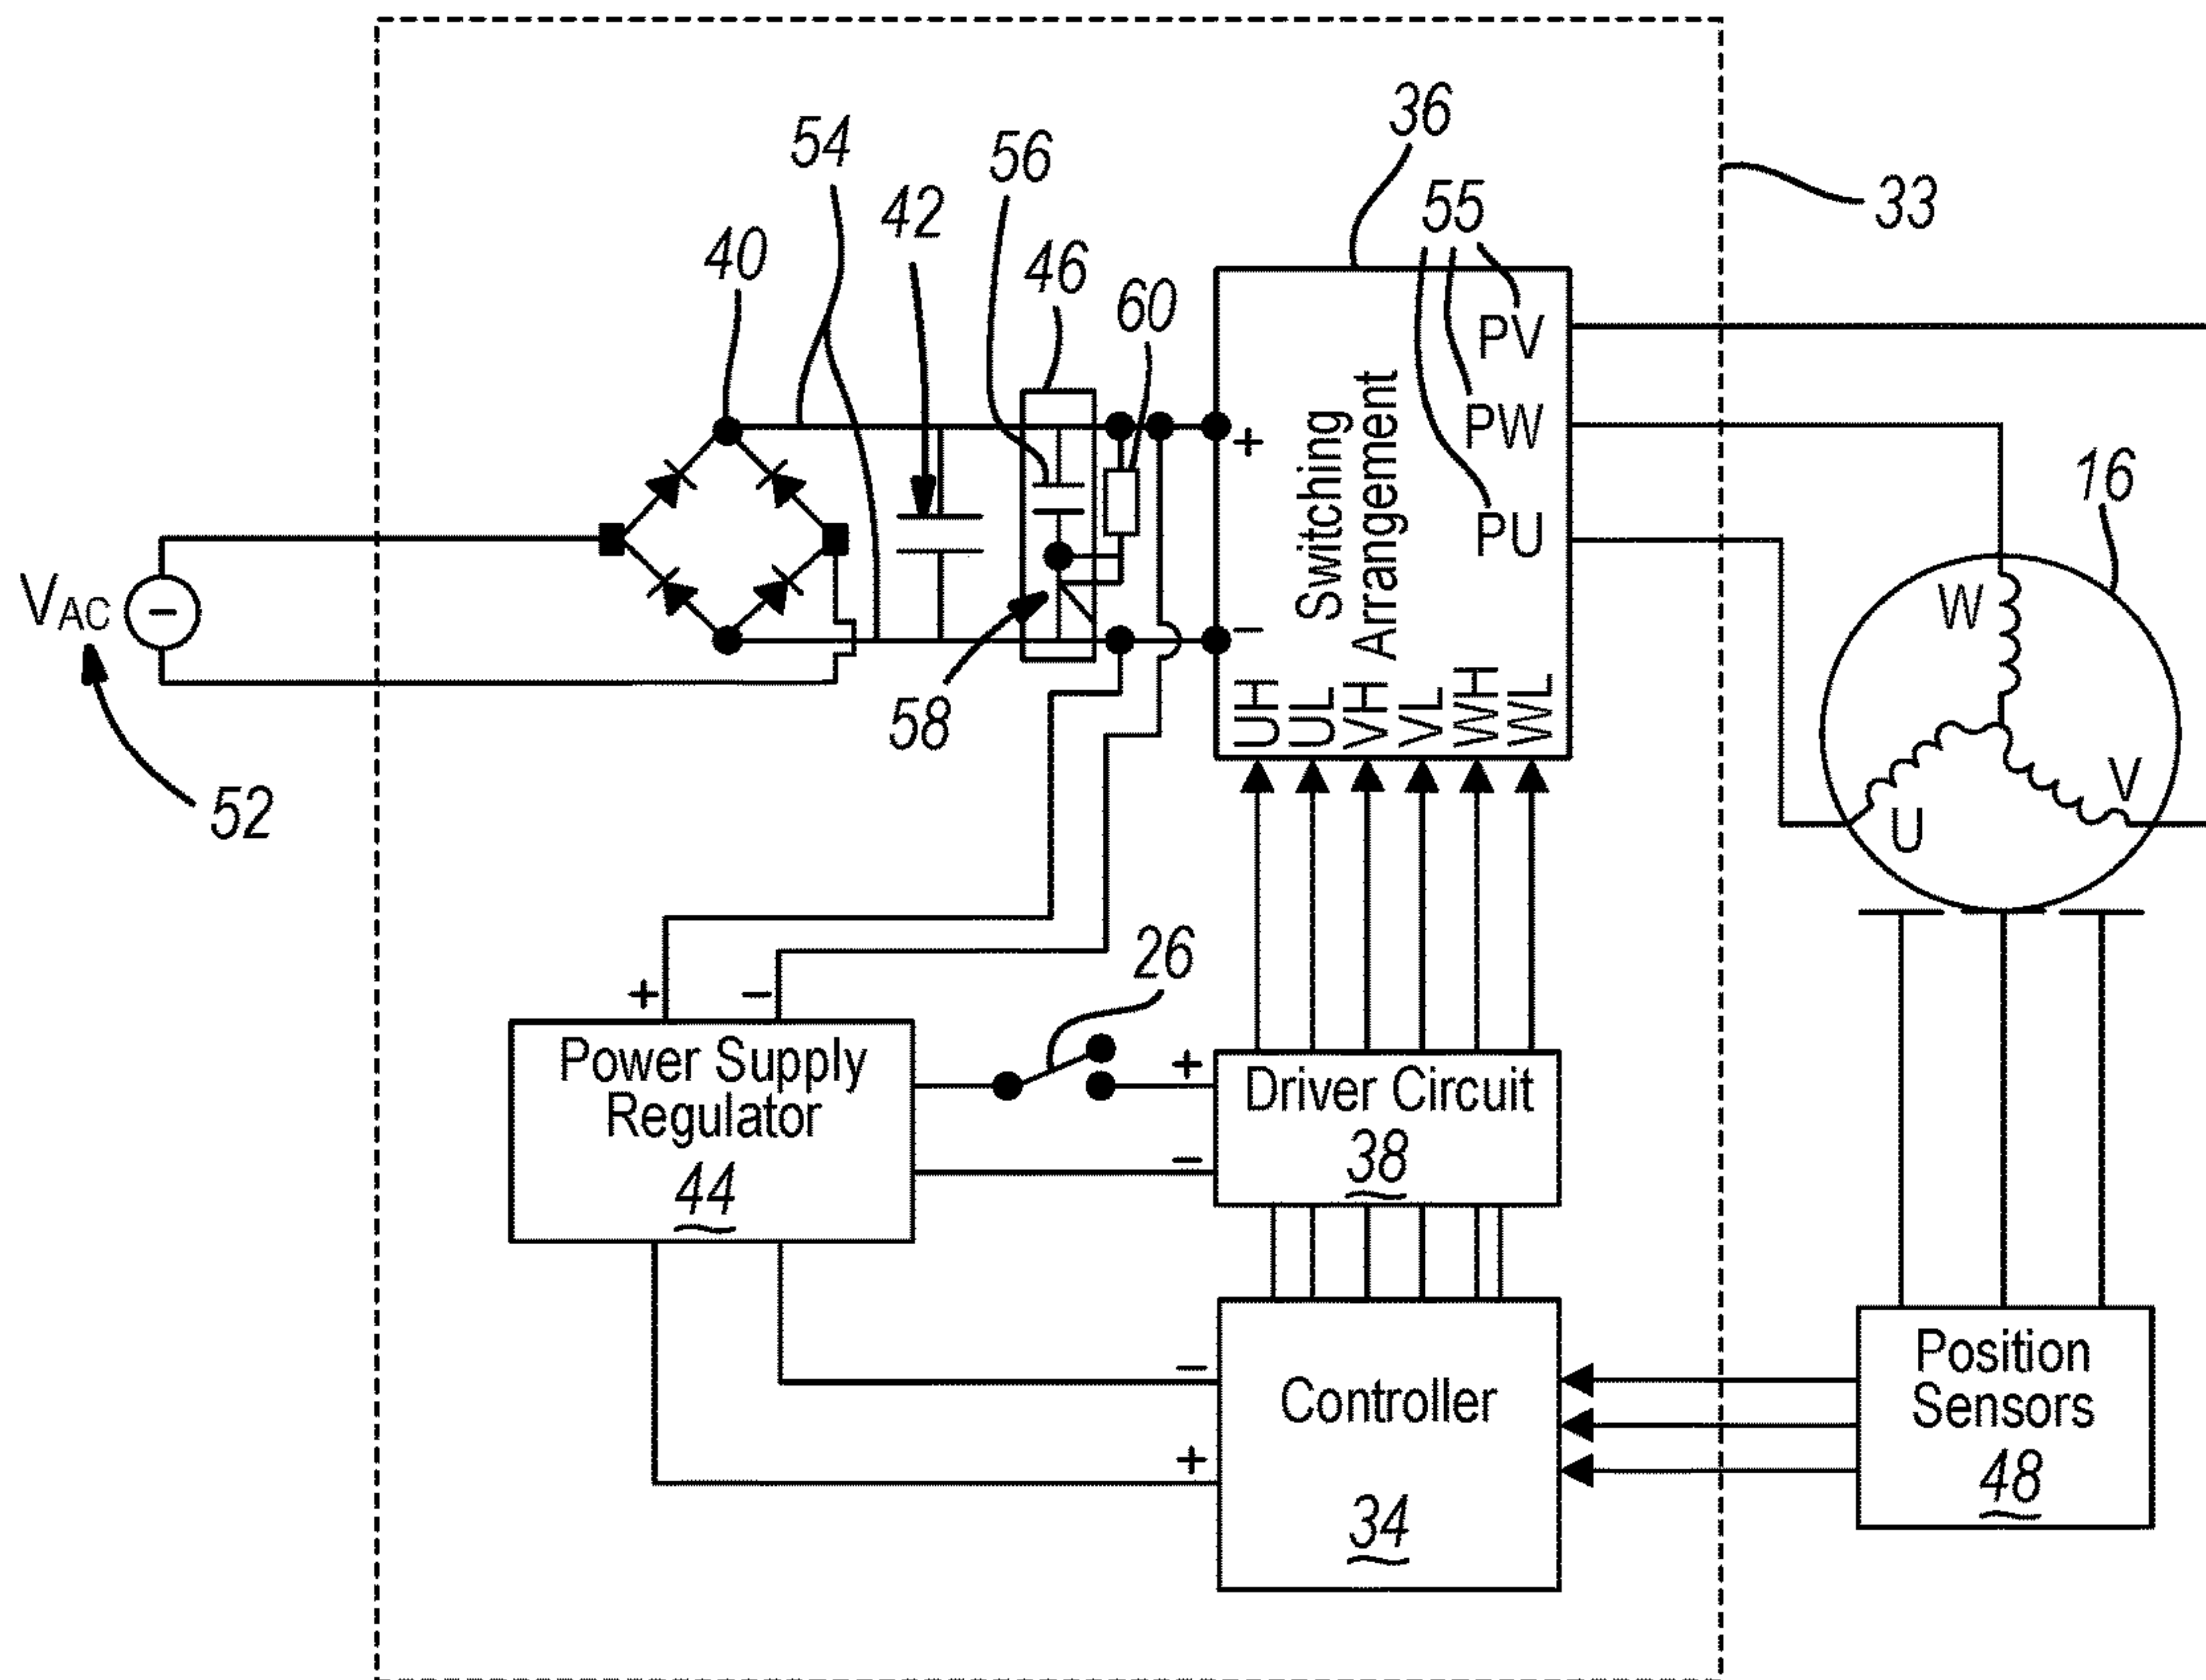 36
54
56
55
33
42
40
46
60
PV
Switching
Arrangement
PW
+
16
PU
VAC
−
W
58
UH
UL
VH
VL
WH
WL
52
V
U
26
+
−
Power Supply
Regulator
44
+
Driver Circuit
38
−
Position
Sensors
48
−
Controller
+
34